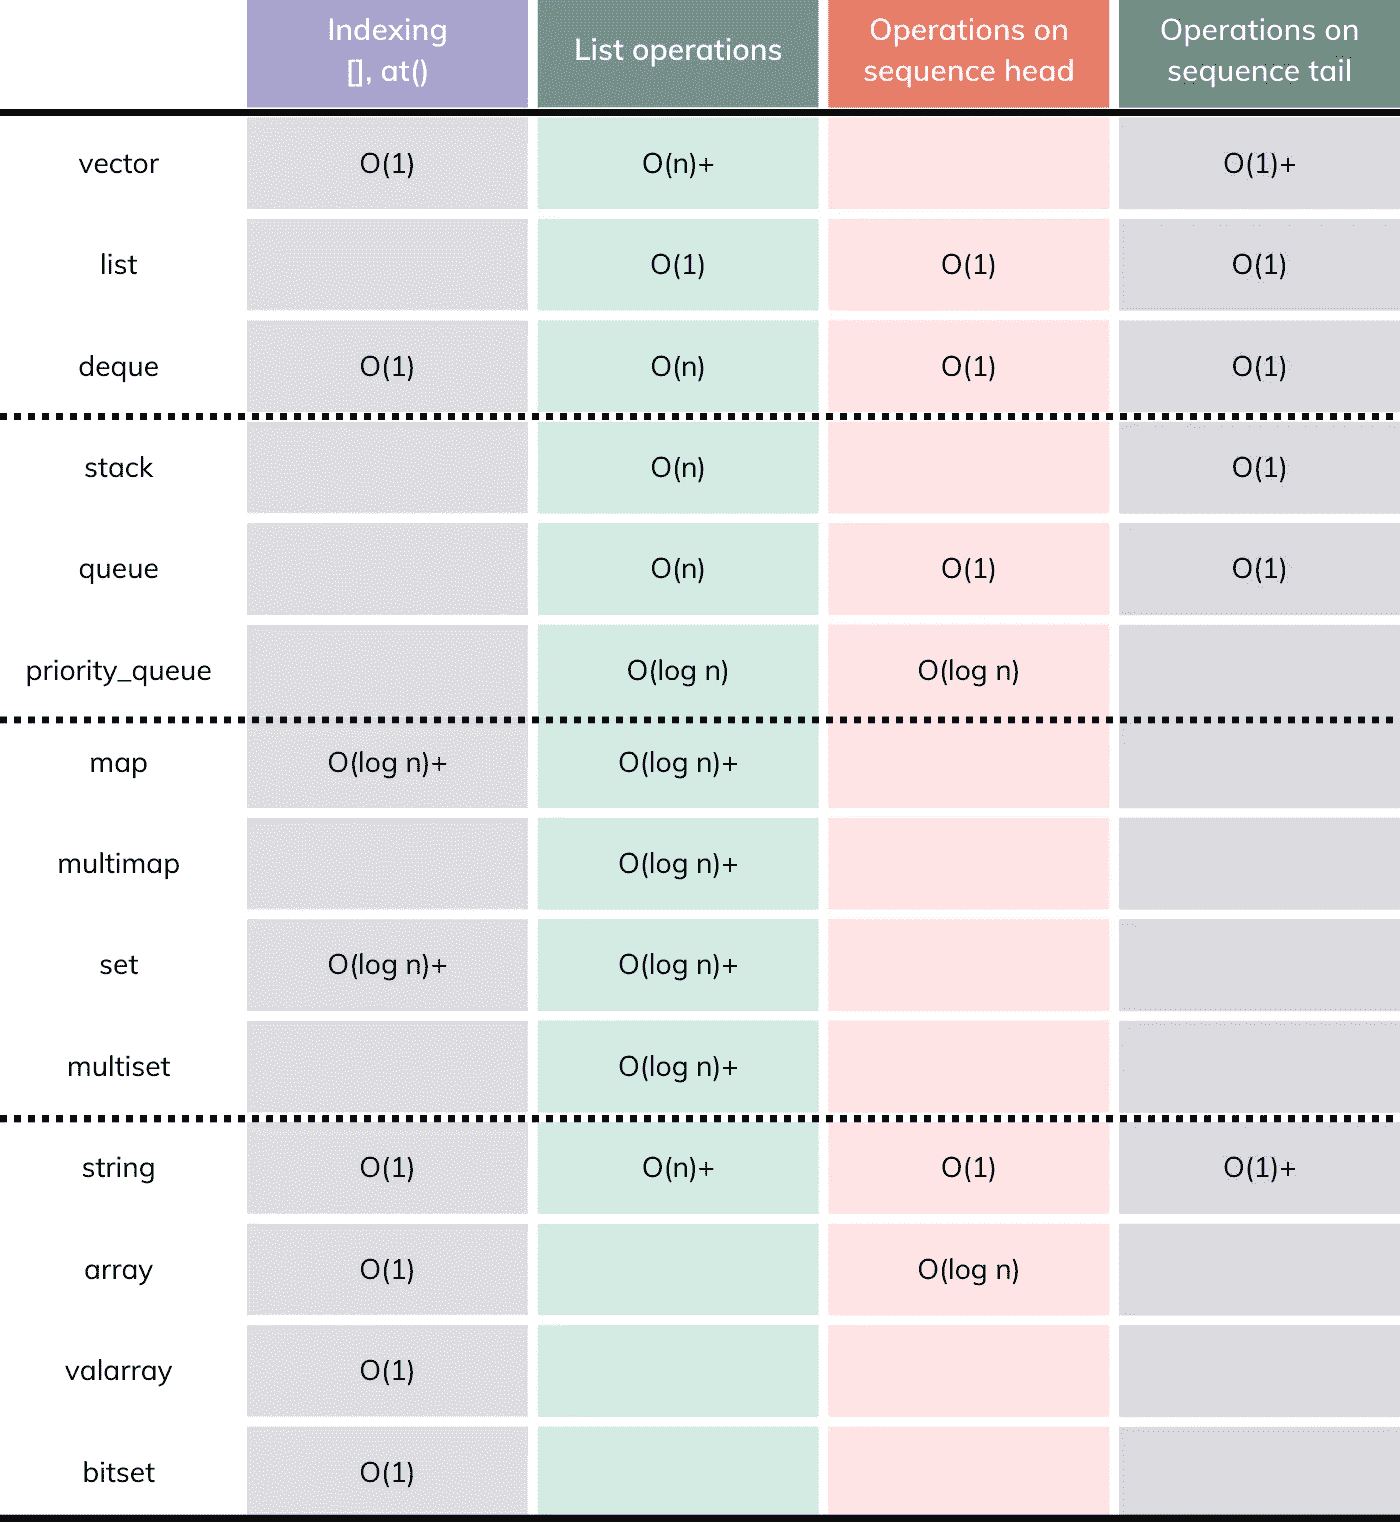 Indexing
[], at()
List operations
Operations on
sequence head
Operations on
sequence tail
vector O(1) O(n)+ O(1)+
list O(1) O(1) O(1)
deque O(1) O(n) O(1) O(1)
stack O(n) O(1)
queue O(n) O(1) O(1)
priority_queue O(log n) O(log n)
map O(log n)+ O(log n)+
multimap O(log n)+
set O(log n)+ O(log n)+
multiset O(log n)+
string O(1) O(n)+ O(1) O(1)+
array O(1) O(log n)
valarray O(1)
bitset O(1)